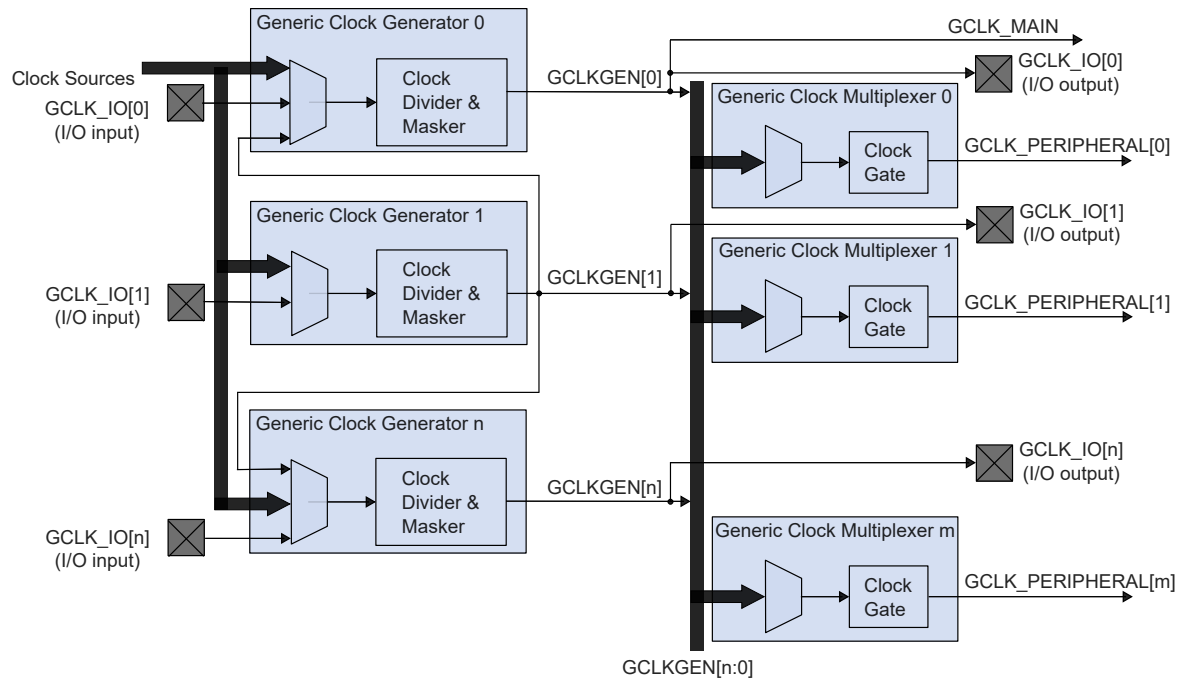 Generic Clock Generator 0
Clock Sources
GCLK_IO[0]
(I/O input)
Clock
Divider &
Masker
GCLKGEN[0]
GCLK_MAIN
GCLK_IO[0]
(I/O output)
Generic Clock Multiplexer 0
Clock
Gate
GCLK_PERIPHERAL[0]
Generic Clock Generator 1
GCLK_IO[1]
(I/O input)
Clock
Divider &
Masker
GCLKGEN[1]
GCLK_IO[1]
(I/O output)
Generic Clock Multiplexer 1
Clock
Gate
GCLK_PERIPHERAL[1]
Generic Clock Generator n
GCLK_IO[n]
(I/O input)
Clock
Divider &
Masker
GCLKGEN[n]
GCLK_IO[n]
(I/O output)
Generic Clock Multiplexer m
Clock
Gate
GCLK_PERIPHERAL[m]
GCLKGEN[n:0]